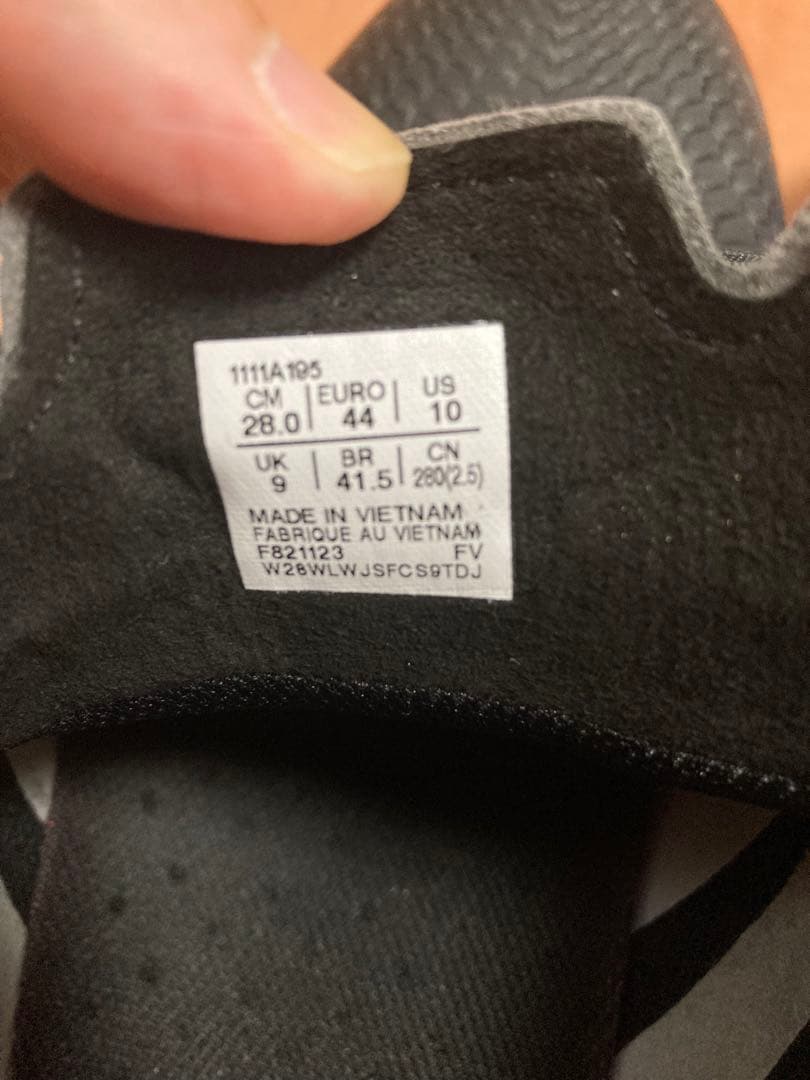 1111A195
CM | EURO | US
28.0 | 44 | 10
UK | BR | CN
9 | 41.5 | 280(2.5)
MADE IN VIETNAM
FABRIQUE AU VIETNAM
F821123 FV
W28WLWJSFCS9TDJ